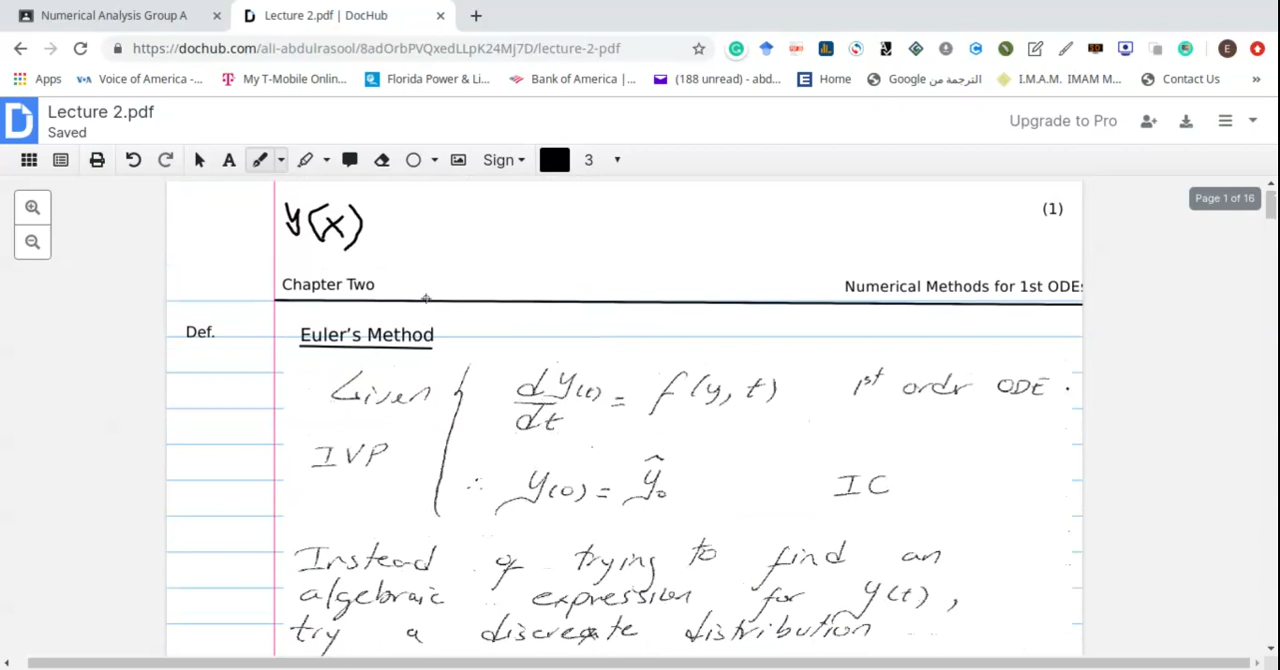 Numerical Analysis Group A
Lecture 2.pdf | DocHub
https://dochub.com/ali-abdulrasool/8adOrbPVQxedLLpK24Mj7D/lecture-2-pdf
E
Apps
Voice of America -...
My T-Mobile Onlin...
Florida Power & Li...
Bank of America |...
(188 unread) - abd...
Home
Google الترجمة من
I.M.A.M. IMAM M...
Contact Us
»
Lecture 2.pdf
Saved
Upgrade to Pro
A
Sign
3
Page 1 of 16
y(x)
(1)
Chapter Two
Numerical Methods for 1st ODEs
Def.
Euler's Method
Given { dy(t)/dt = f(y, t) 1st ordr ODE.
IVP
∴ y(0) = ŷ₀ IC
Instead of trying to find an
algebraic expression for y(t),
try a discreate distribution